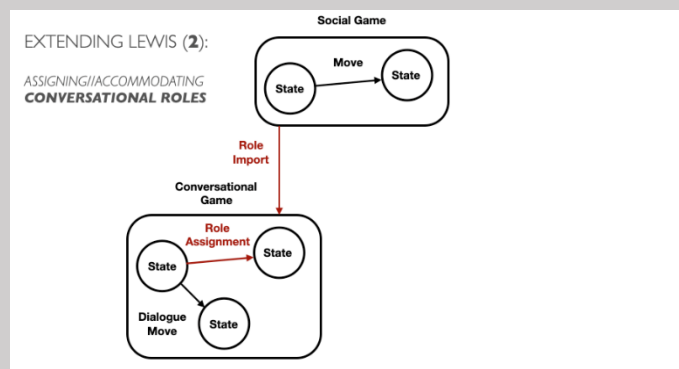 EXTENDING LEWIS (2):
ASSIGNING//ACCOMMODATING
CONVERSATIONAL ROLES
Social Game
State
Move
State
Role
Import
Conversational
Game
Role
Assignment
State
State
Dialogue
Move
State